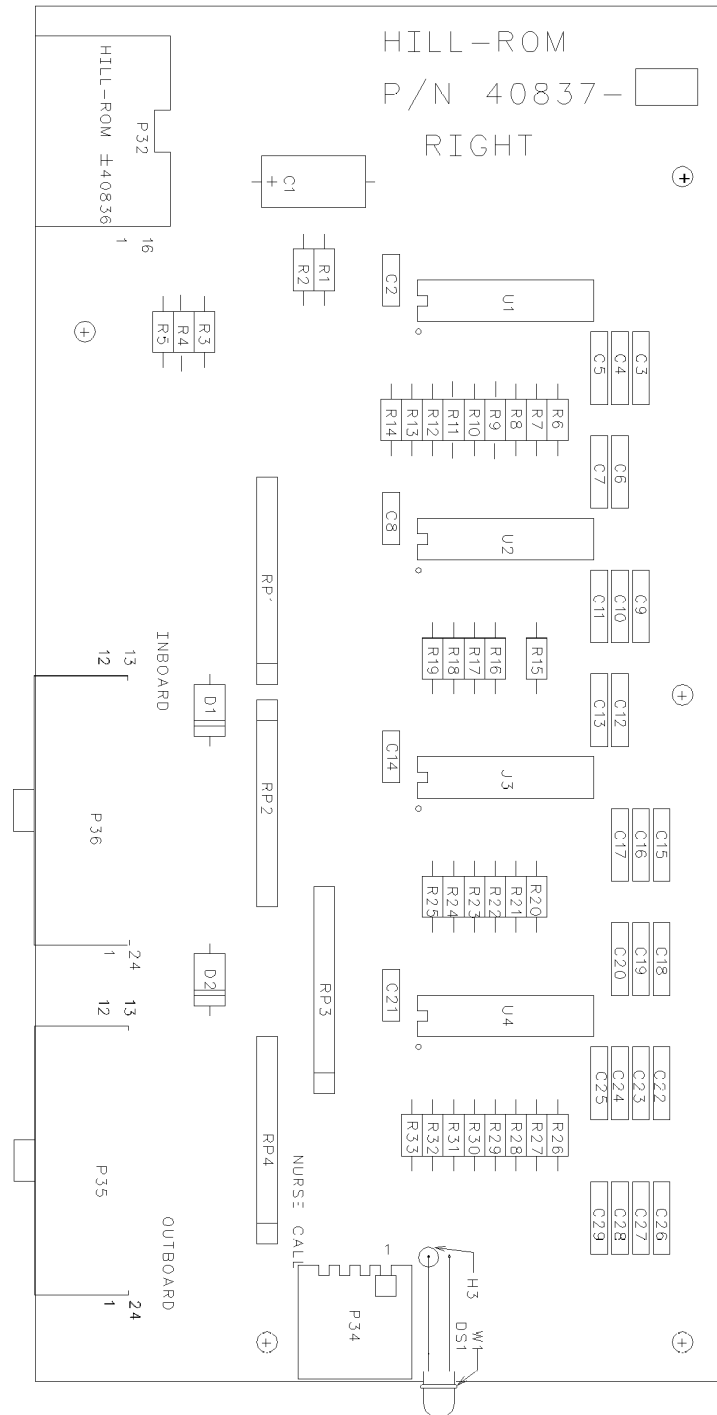 HILL-ROM
P/N 40837-
RIGHT
HILL-ROM ±40836
P32
1
16
C1
R2
R1
C2
U1
R5
R4
R3
C5
C4
C3
R14
R13
R12
R11
R10
R9
R8
R7
R6
C7
C6
C8
U2
RP1
C11
C10
C9
INBOARD
12
13
R19
R18
R17
R16
R15
D1
C13
C12
C14
J3
RP2
P36
C17
C16
C15
R25
R24
R23
R22
R21
R20
1
24
D2
C20
C19
C18
RP3
C21
U4
12
13
C25
C24
C23
C22
RP4
R33
R32
R31
R30
R29
R28
R27
R26
P35
NURSE CALL
C29
C28
C27
C26
OUTBOARD
1
24
1
H3
P34
DS1
W1